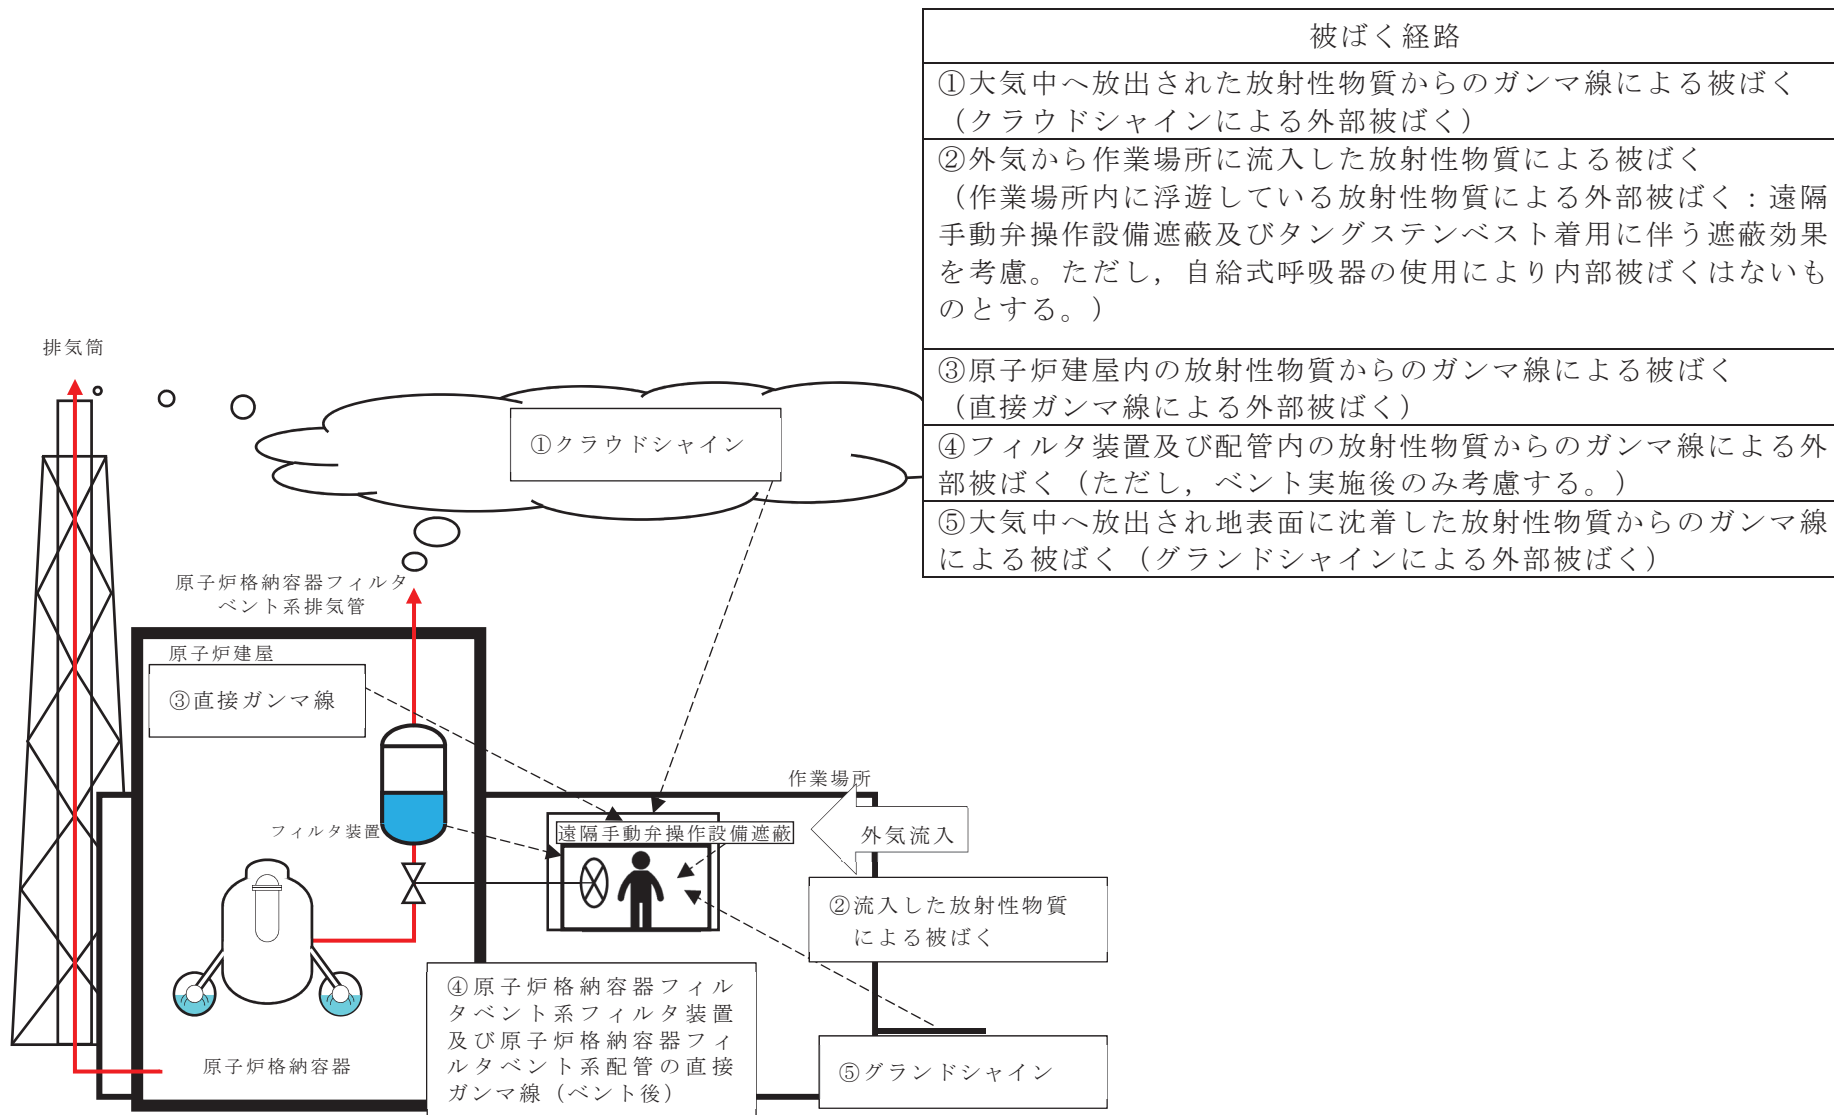 被ばく経路
①大気中へ放出された放射性物質からのガンマ線による被ばく
（クラウドシャインによる外部被ばく）
②外気から作業場所に流入した放射性物質による被ばく
（作業場所内に浮遊している放射性物質による外部被ばく：遠隔
手動弁操作設備遮蔽及びタングステンベスト着用に伴う遮蔽効果
を考慮。ただし，自給式呼吸器の使用により内部被ばくはないも
のとする。）
③原子炉建屋内の放射性物質からのガンマ線による被ばく
（直接ガンマ線による外部被ばく）
④フィルタ装置及び配管内の放射性物質からのガンマ線による外
部被ばく（ただし，ベント実施後のみ考慮する。）
⑤大気中へ放出され地表面に沈着した放射性物質からのガンマ線
による被ばく（グランドシャインによる外部被ばく）
排気筒
①クラウドシャイン
原子炉格納容器フィルタ
ベント系排気管
原子炉建屋
③直接ガンマ線
作業場所
フィルタ装置
遠隔手動弁操作設備遮蔽
外気流入
②流入した放射性物質
による被ばく
④原子炉格納容器フィル
タベント系フィルタ装置
及び原子炉格納容器フィ
ルタベント系配管の直接
ガンマ線（ベント後）
原子炉格納容器
⑤グランドシャイン